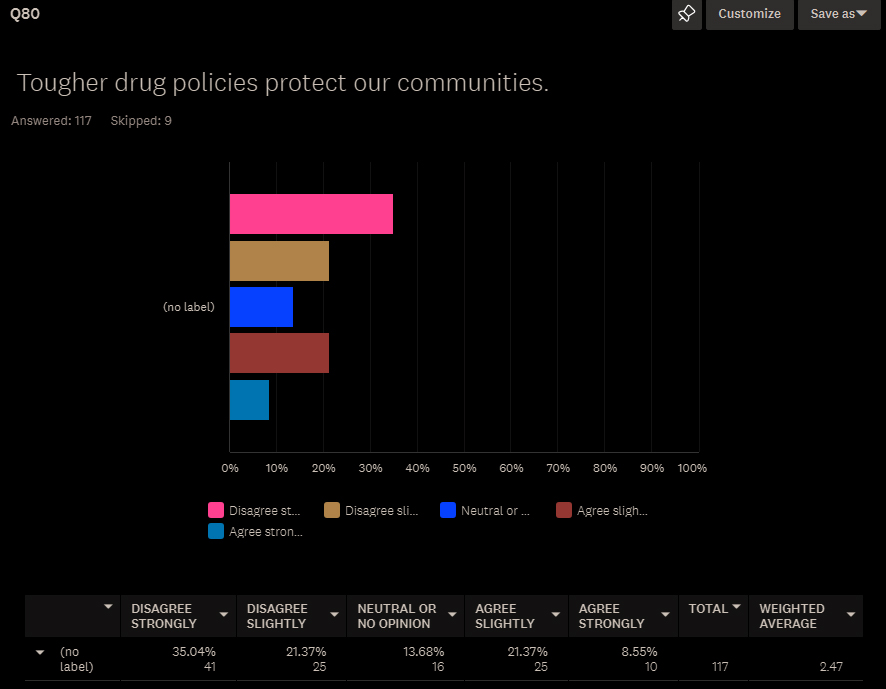 Q80
Customize
Save as
Tougher drug policies protect our communities.
Answered: 117 Skipped: 9
(no label)
0% 10% 20% 30% 40% 50% 60% 70% 80% 90% 100%
Disagree st... Disagree sli... Neutral or ... Agree sligh...
Agree stron...
DISAGREE STRONGLY
DISAGREE SLIGHTLY
NEUTRAL OR NO OPINION
AGREE SLIGHTLY
AGREE STRONGLY
TOTAL
WEIGHTED AVERAGE
(no label)
35.04% 41
21.37% 25
13.68% 16
21.37% 25
8.55% 10
117
2.47